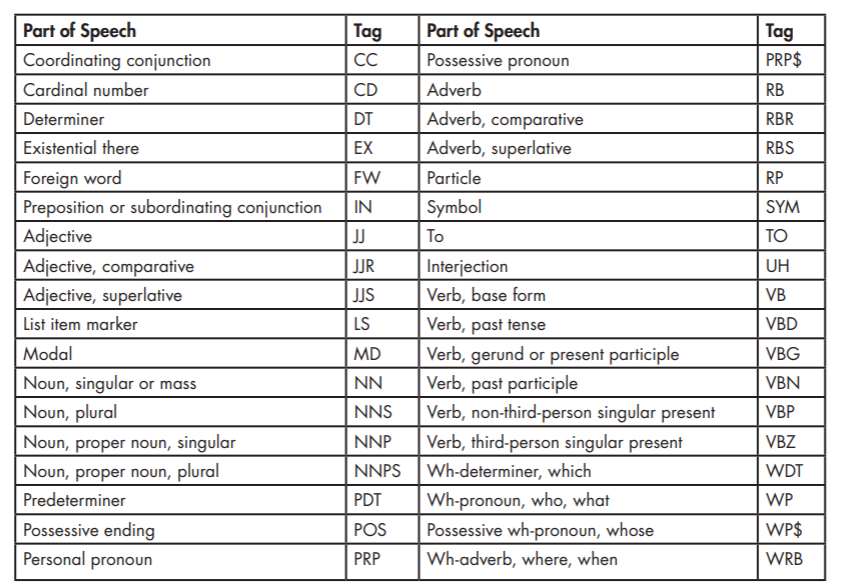 Part of Speech Tag Part of Speech Tag
Coordinating conjunction CC Possessive pronoun PRP$
Cardinal number CD Adverb RB
Determiner DT Adverb, comparative RBR
Existential there EX Adverb, superlative RBS
Foreign word FW Particle RP
Preposition or subordinating conjunction IN Symbol SYM
Adjective JJ To TO
Adjective, comparative JJR Interjection UH
Adjective, superlative JJS Verb, base form VB
List item marker LS Verb, past tense VBD
Modal MD Verb, gerund or present participle VBG
Noun, singular or mass NN Verb, past participle VBN
Noun, plural NNS Verb, non-third-person singular present VBP
Noun, proper noun, singular NNP Verb, third-person singular present VBZ
Noun, proper noun, plural NNPS Wh-determiner, which WDT
Predeterminer PDT Wh-pronoun, who, what WP
Possessive ending POS Possessive wh-pronoun, whose WP$
Personal pronoun PRP Wh-adverb, where, when WRB